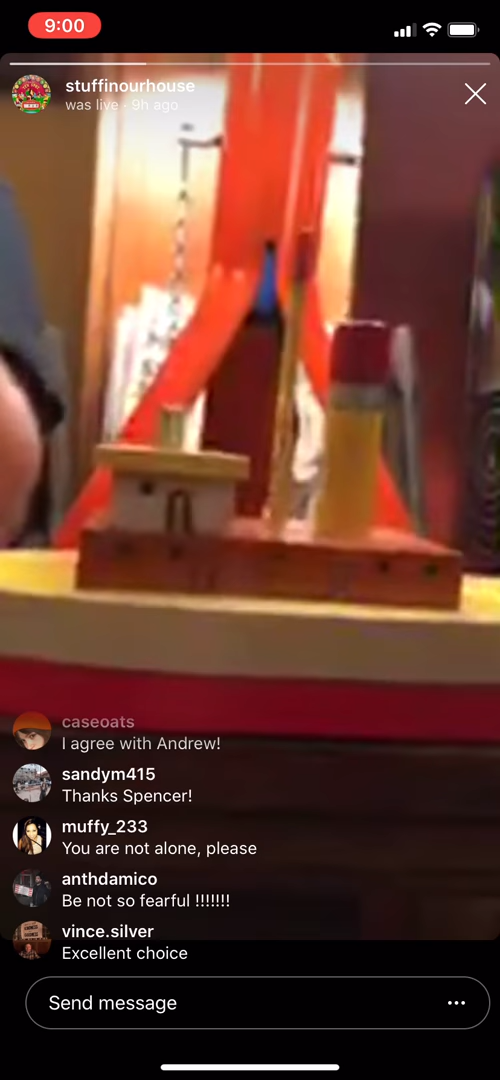 9:00
stuffinourhouse
was live · 9h ago
caseoats
I agree with Andrew!
sandym415
Thanks Spencer!
muffy_233
You are not alone, please
anthdamico
Be not so fearful !!!!!!!
vince.silver
Excellent choice
Send message